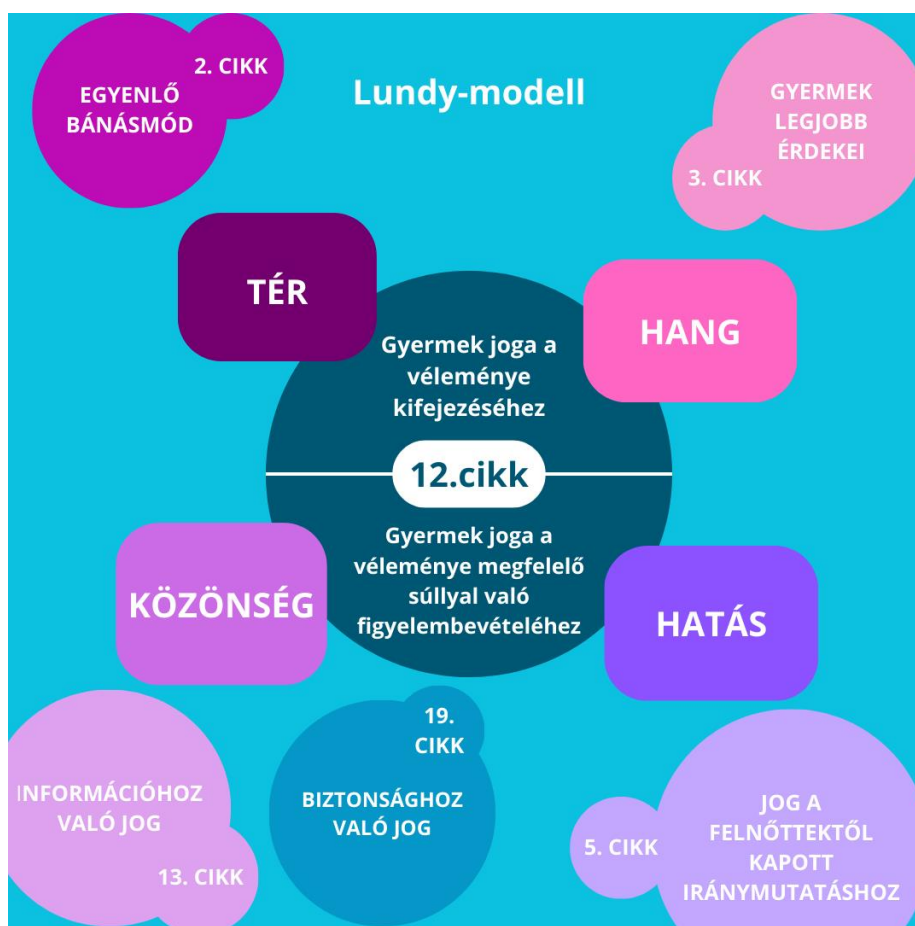 2. CIKK
EGYENLŐ
BÁNÁSMÓD
Lundy-modell
GYERMEK
LEGJOBB
ÉRDEKEI
3. CIKK
TÉR
HANG
Gyermek joga a
véleménye
kifejezéséhez
12.cikk
Gyermek joga a
véleménye megfelelő
súllyal való
figyelembevételéhez
KÖZÖNSÉG
HATÁS
INFORMÁCIÓHOZ
VALÓ JOG
13. CIKK
19.
CIKK
BIZTONSÁGHOZ
VALÓ JOG
5. CIKK
JOG A
FELNŐTTEKTŐL
KAPOTT
IRÁNYMUTATÁSHOZ